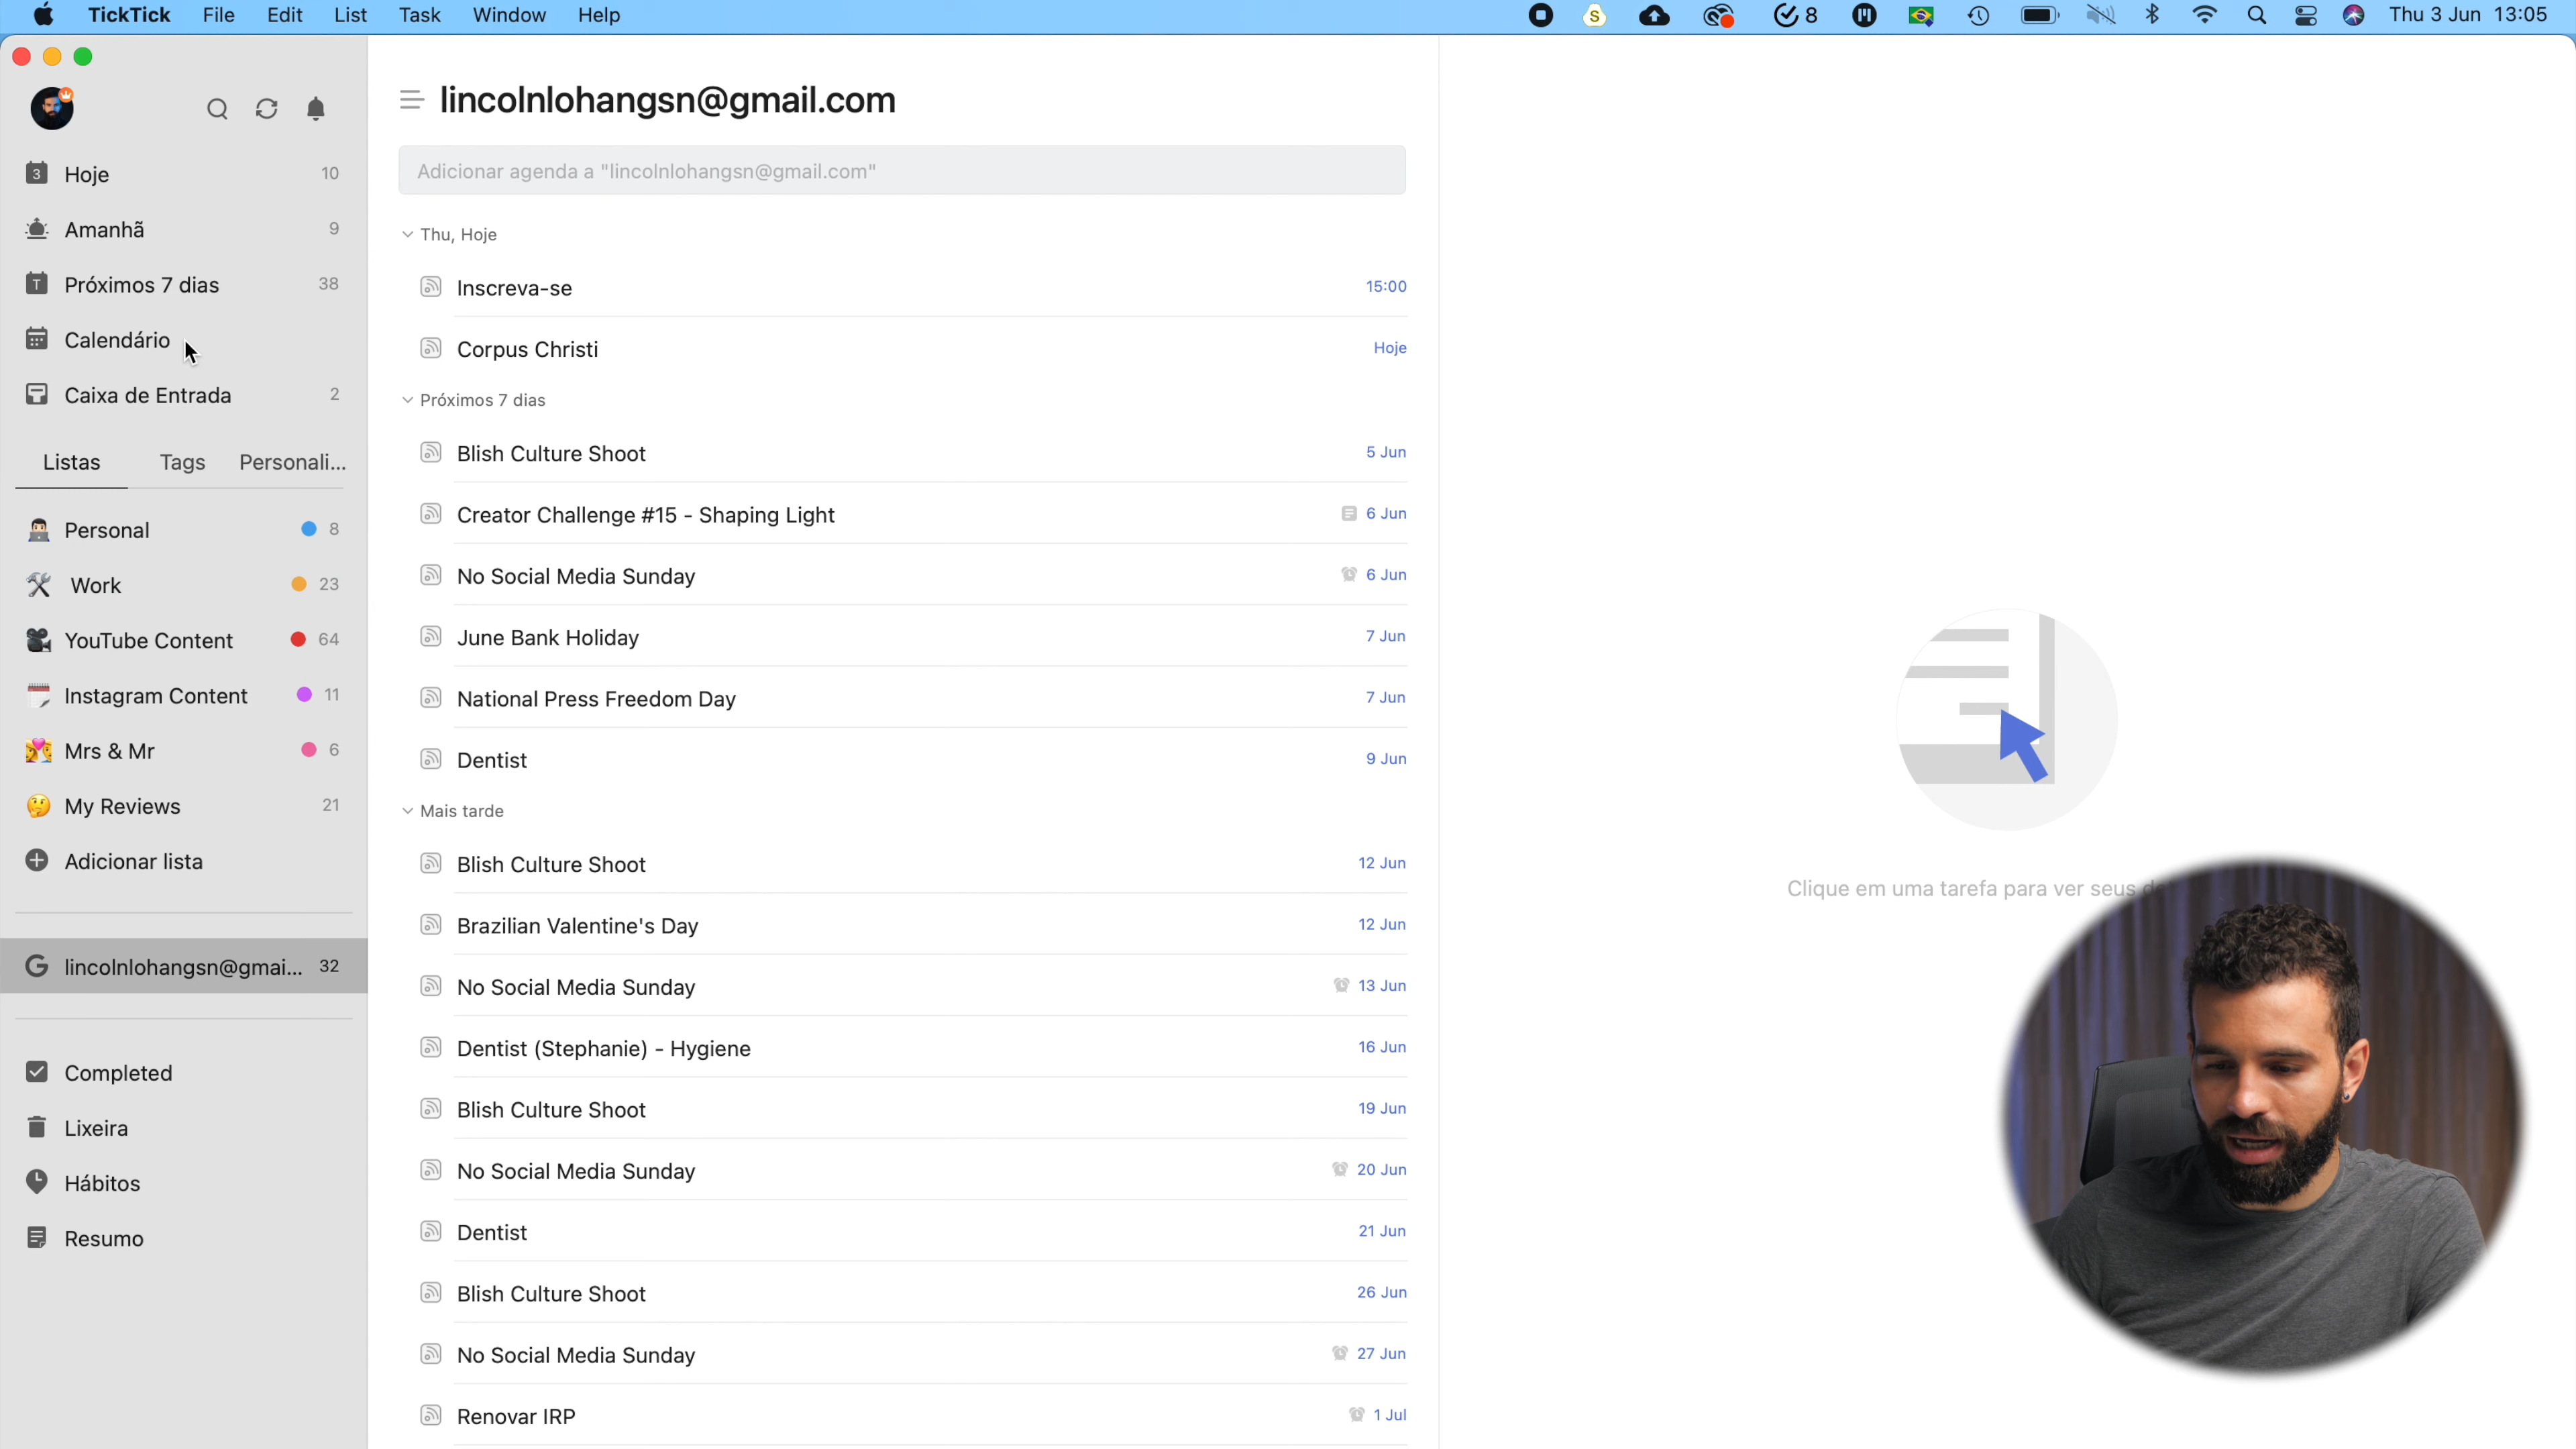 TickTick File Edit List Task Window Help
S 8 Thu 3 Jun 13:05
lincolnlohangsn@gmail.com
Adicionar agenda a "lincolnlohangsn@gmail.com"
3 Hoje 10
Amanhã 9
T Próximos 7 dias 38
Calendário
Caixa de Entrada 2
Listas Tags Personali...
Personal 8
Work 23
YouTube Content 64
Instagram Content 11
Mrs & Mr 6
My Reviews 21
Adicionar lista
G lincolnlohangsn@gmai... 32
Completed
Lixeira
Hábitos
Resumo
Thu, Hoje
Inscreva-se 15:00
Corpus Christi Hoje
Próximos 7 dias
Blish Culture Shoot 5 Jun
Creator Challenge #15 - Shaping Light 6 Jun
No Social Media Sunday 6 Jun
June Bank Holiday 7 Jun
National Press Freedom Day 7 Jun
Dentist 9 Jun
Mais tarde
Blish Culture Shoot 12 Jun
Brazilian Valentine's Day 12 Jun
No Social Media Sunday 13 Jun
Dentist (Stephanie) - Hygiene 16 Jun
Blish Culture Shoot 19 Jun
No Social Media Sunday 20 Jun
Dentist 21 Jun
Blish Culture Shoot 26 Jun
No Social Media Sunday 27 Jun
Renovar IRP 1 Jul
Clique em uma tarefa para ver seus